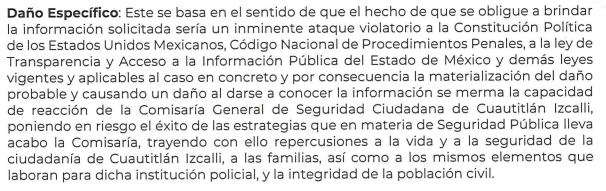 Daño Específico: Este se basa en el sentido de que el hecho de que se obligue a brindar
la información solicitada sería un inminente ataque violatorio a la Constitución Política
de los Estados Unidos Mexicanos, Código Nacional de Procedimientos Penales, a la ley de
Transparencia y Acceso a la Información Pública del Estado de México y demás leyes
vigentes y aplicables al caso en concreto y por consecuencia la materialización del daño
probable y causando un daño al darse a conocer la información se merma la capacidad
de reacción de la Comisaría General de Seguridad Ciudadana de Cuautitlán Izcalli,
poniendo en riesgo el éxito de las estrategias que en materia de Seguridad Pública lleva
acabo la Comisaría, trayendo con ello repercusiones a la vida y a la seguridad de la
ciudadanía de Cuautitlán Izcalli, a las familias, así como a los mismos elementos que
laboran para dicha institución policial, y la integridad de la población civil.